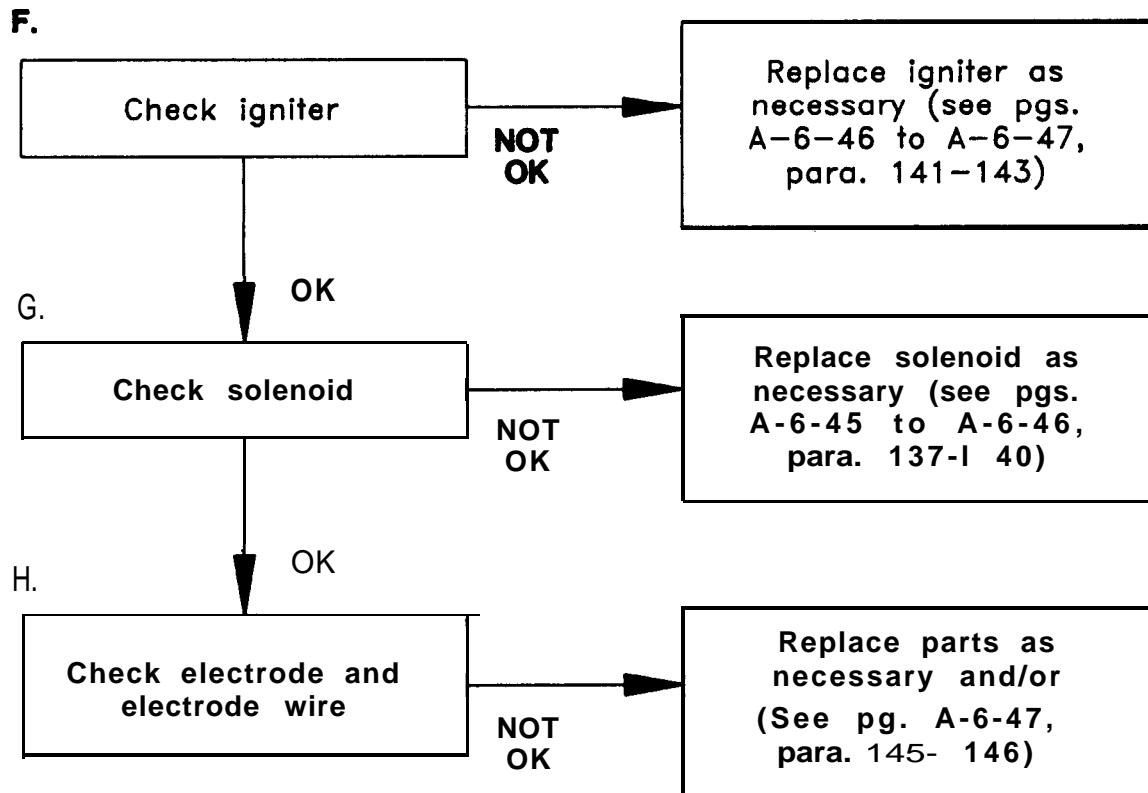 F.
Check igniter
NOT
OK
Replace igniter as
necessary (see pgs.
A-6-46 to A-6-47,
para. 141-143)
OK
G.
Check solenoid
NOT
OK
Replace solenoid as
necessary (see pgs.
A-6-45 to A-6-46,
para. 137-I 40)
OK
H.
Check electrode and
electrode wire
NOT
OK
Replace parts as
necessary and/or
(See pg. A-6-47,
para. 145- 146)